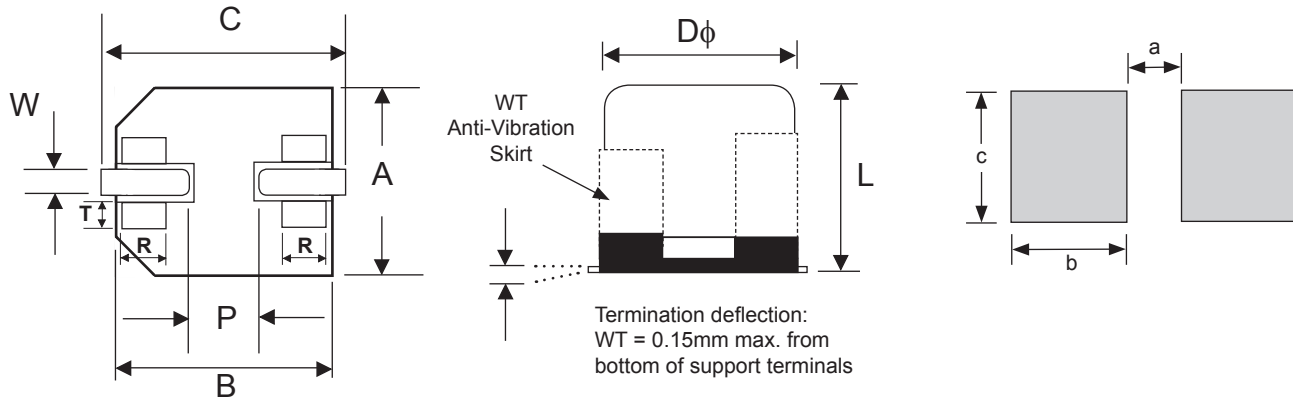 C
W
A
T
R
R
P
B
Dϕ
WT
Anti-Vibration
Skirt
L
Termination deflection:
WT = 0.15mm max. from
bottom of support terminals
a
c
b